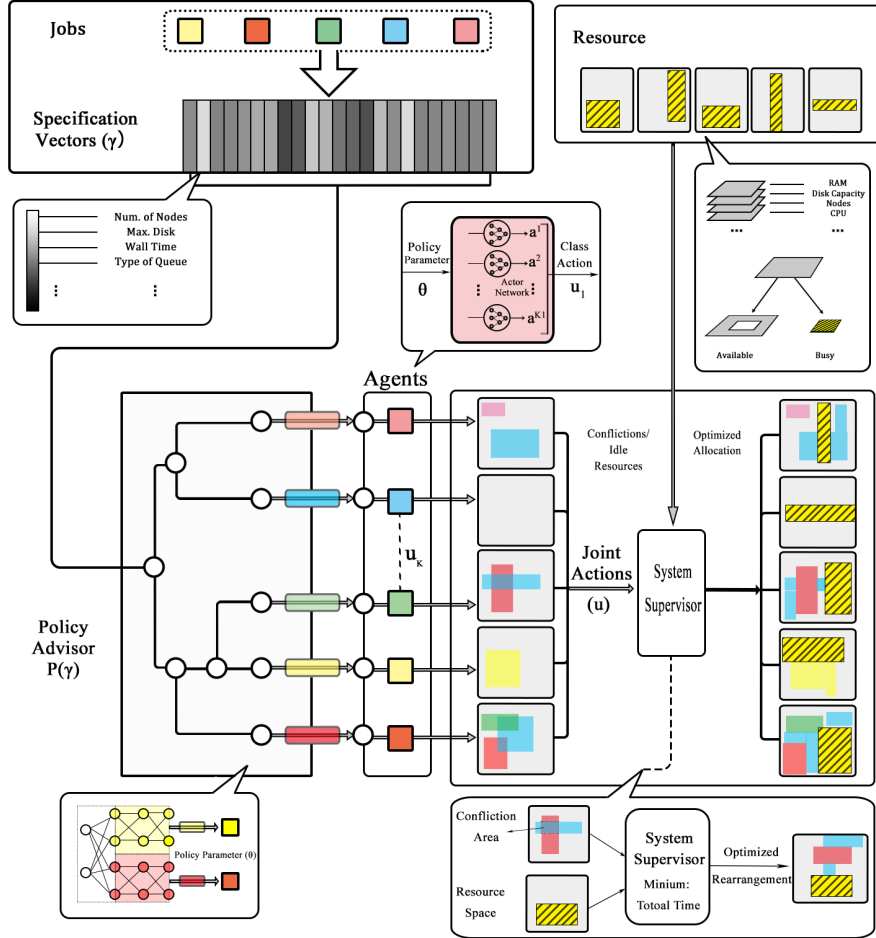 Jobs
Specification
Vectors (γ)
Resource
RAM
Disk Capacity
Nodes
CPU
...
...
Available
Busy
Num. of Nodes
Max. Disk
Wall Time
Type of Queue
⋮
⋮
Policy
Parameter
θ
a¹
a²
Actor
Network
⋮
⋮
a^K1
Class
Action
u₁
Agents
u_K
Policy
Advisor
P(γ)
Conflictions/
Idle
Resources
Optimized
Allocation
Joint
Actions
(u)
System
Supervisor
Policy Parameter (θ)
Confliction
Area
Resource
Space
System
Supervisor
Minium:
Totoal Time
Optimized
Rearrangement